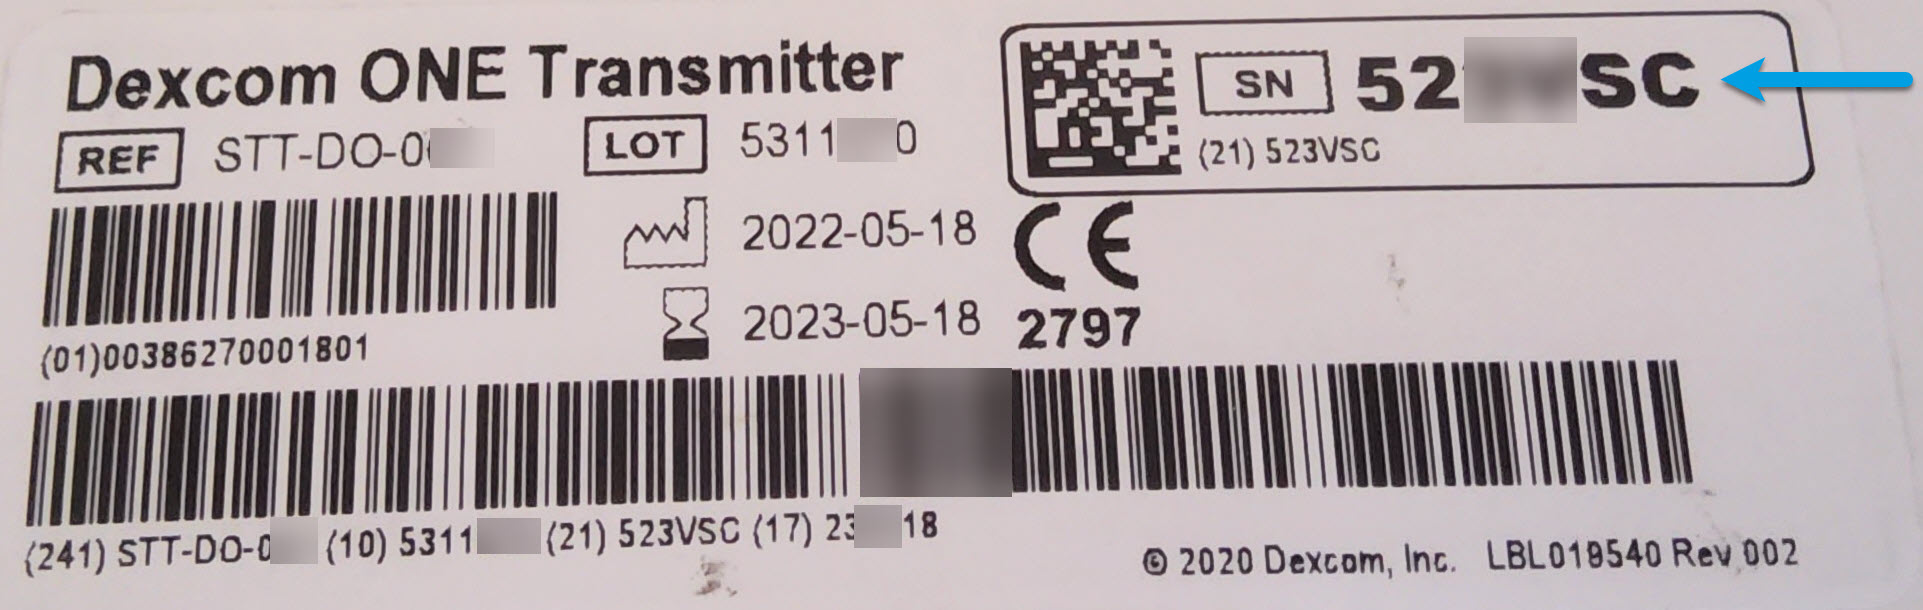 Dexcom ONE Transmitter
REF STT-DO-0
LOT 5311 0
SN 52 SC
(21) 523VSC
2022-05-18
CE
2023-05-18
2797
(01)00386270001801
(241) STT-DO-0 (10) 5311 (21) 523VSC (17) 23 18
© 2020 Dexcom, Inc. LBL019540 Rev 002